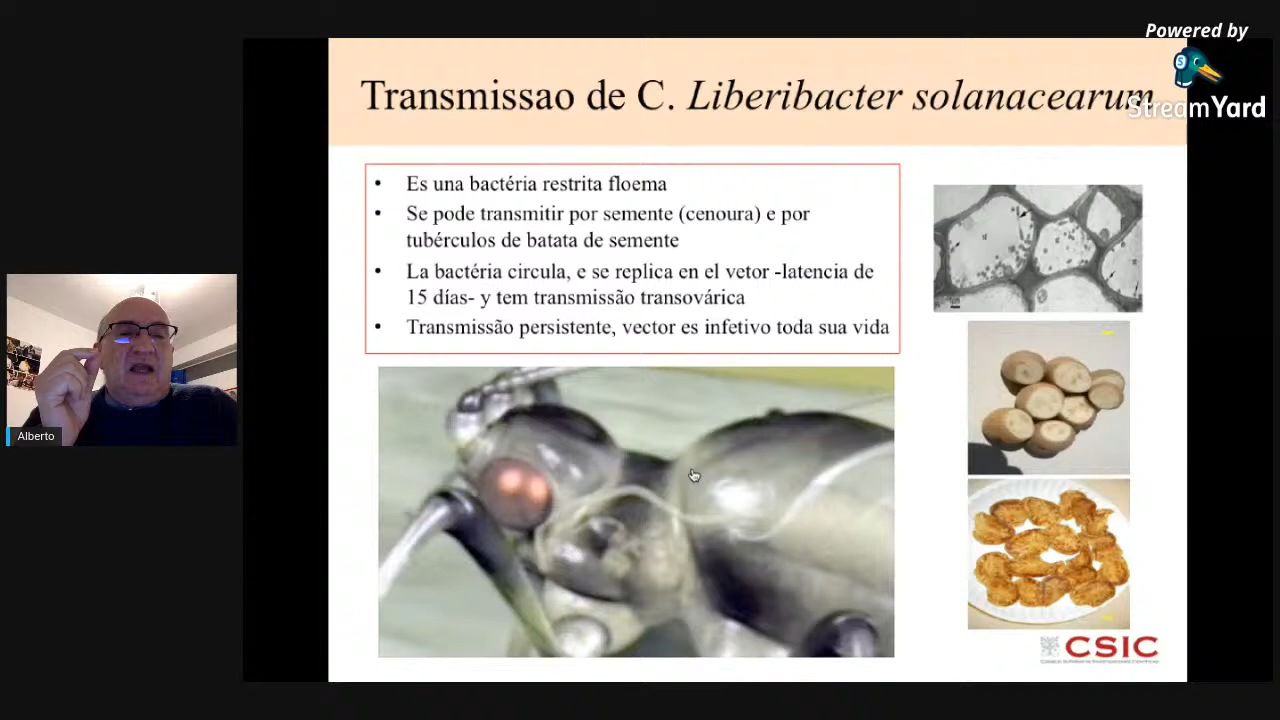 Powered by
StreamYard
Transmissao de C. Liberibacter solanacearum
• Es una bactéria restrita floema
• Se pode transmitir por semente (cenoura) e por
tubérculos de batata de semente
• La bactéria circula, e se replica en el vetor -latencia de
15 días- y tem transmissão transovárica
• Transmissão persistente, vector es infetivo toda sua vida
Alberto
CSIC